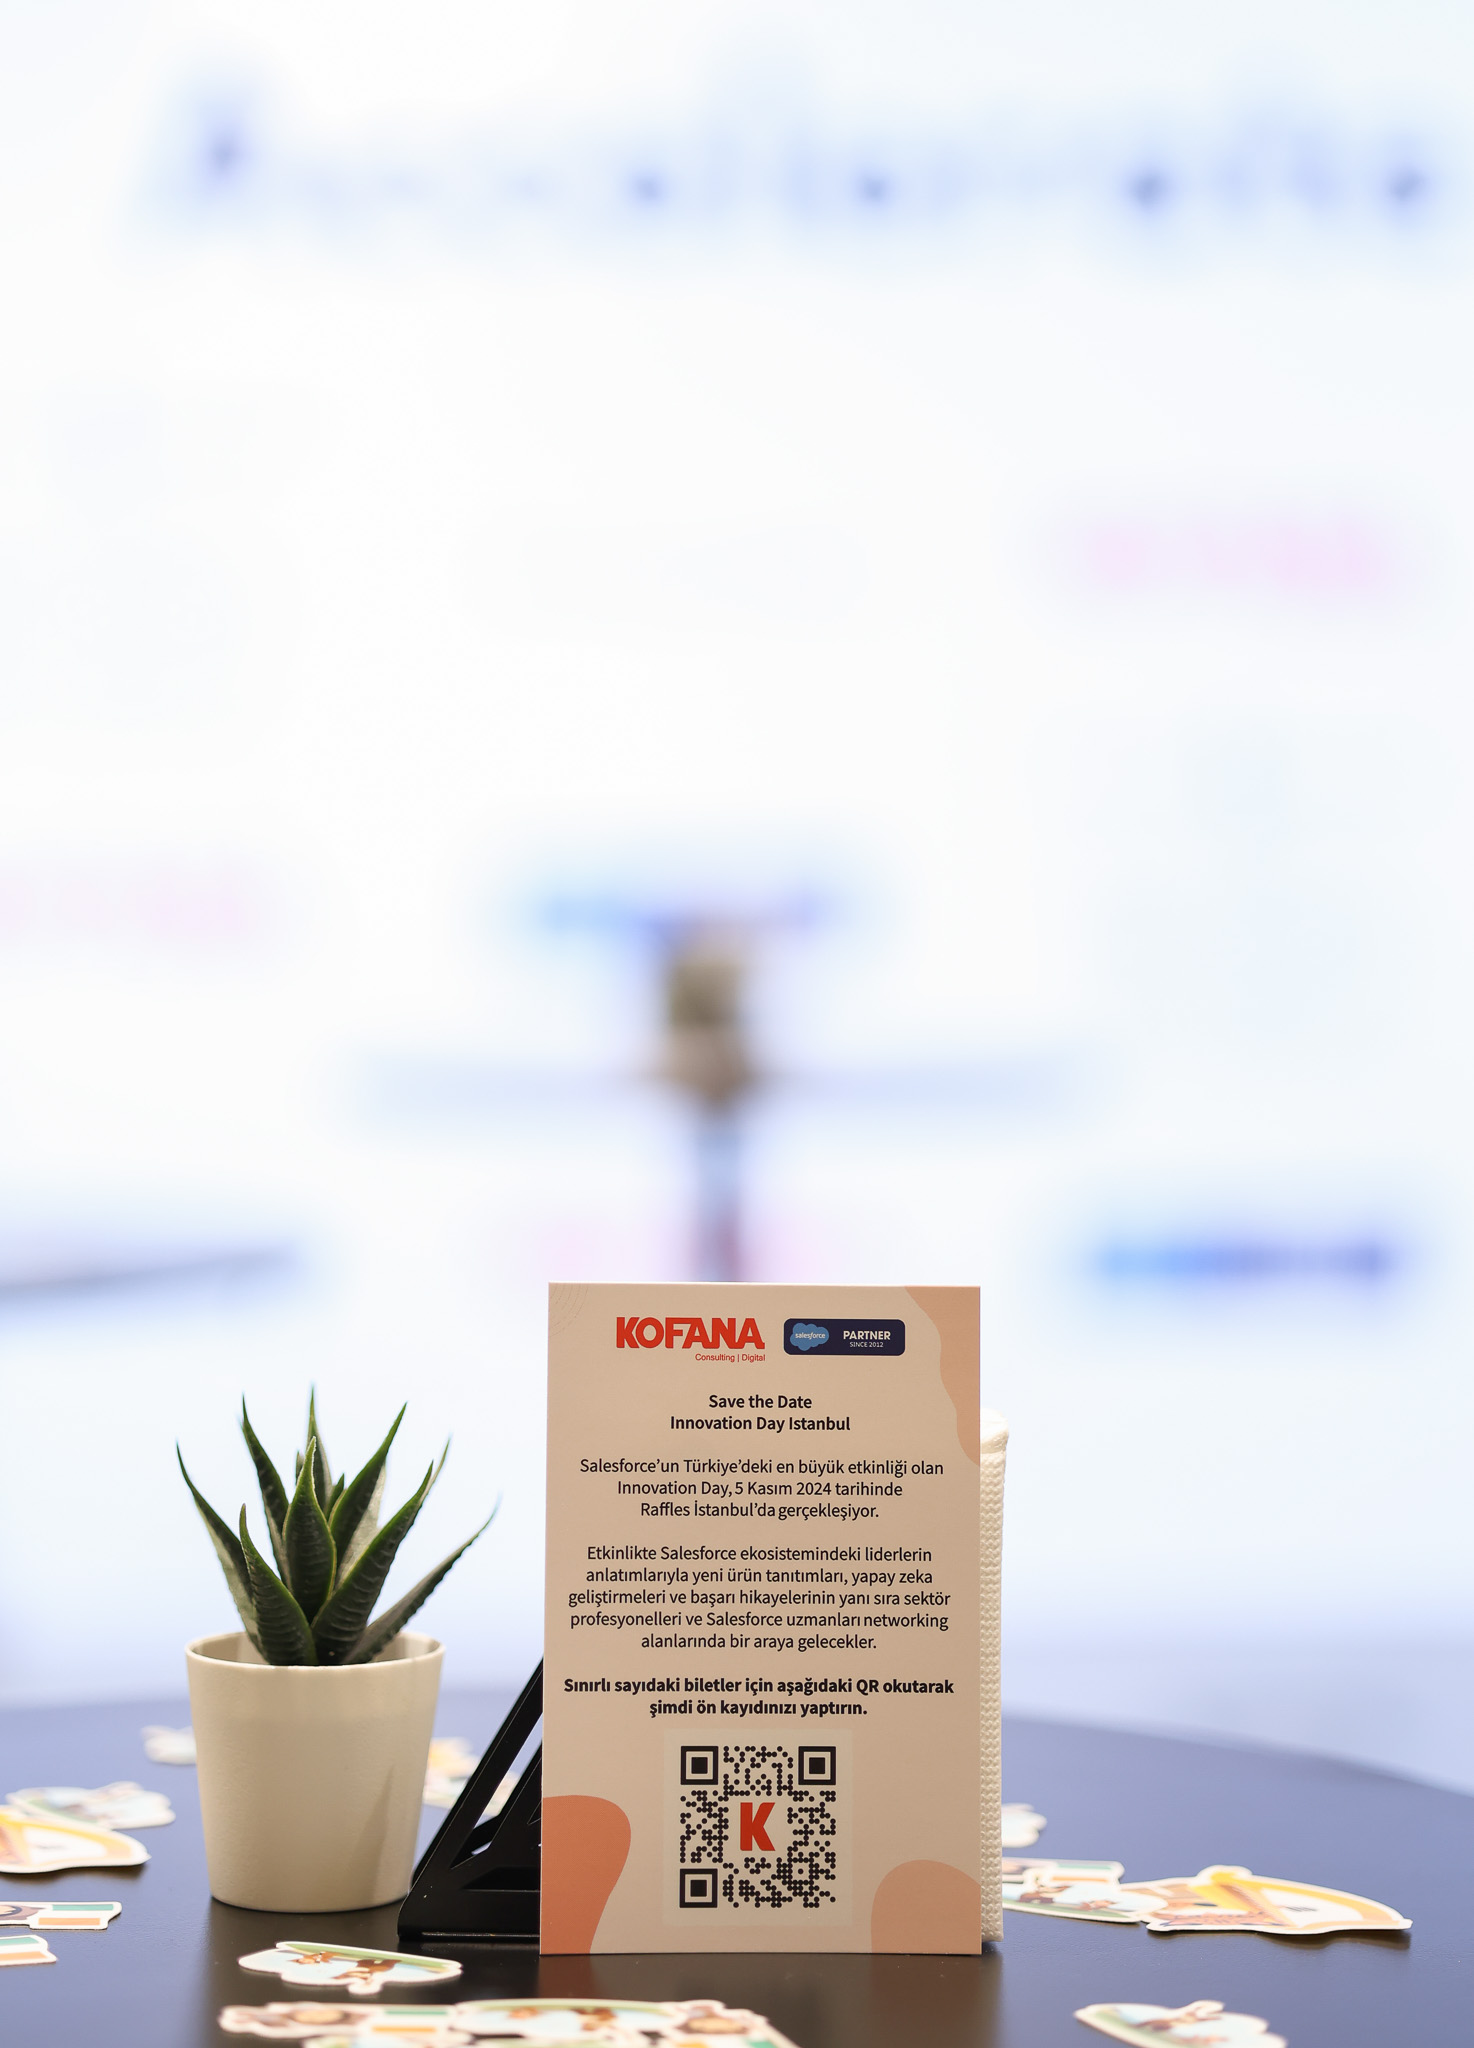 KOFANA
Consulting | Digital
salesforce
PARTNER
SINCE 2012
Save the Date
Innovation Day Istanbul
Salesforce'un Türkiye'deki en büyük etkinliği olan
Innovation Day, 5 Kasım 2024 tarihinde
Raffles İstanbul'da gerçekleşiyor.
Etkinlikte Salesforce ekosistemindeki liderlerin
anlatımlarıyla yeni ürün tanıtımları, yapay zeka
geliştirmeleri ve başarı hikayelerinin yanı sıra sektör
profesyonelleri ve Salesforce uzmanları networking
alanlarında bir araya gelecekler.
Sınırlı sayıdaki biletler için aşağıdaki QR okutarak
şimdi ön kayıdınızı yaptırın.
K